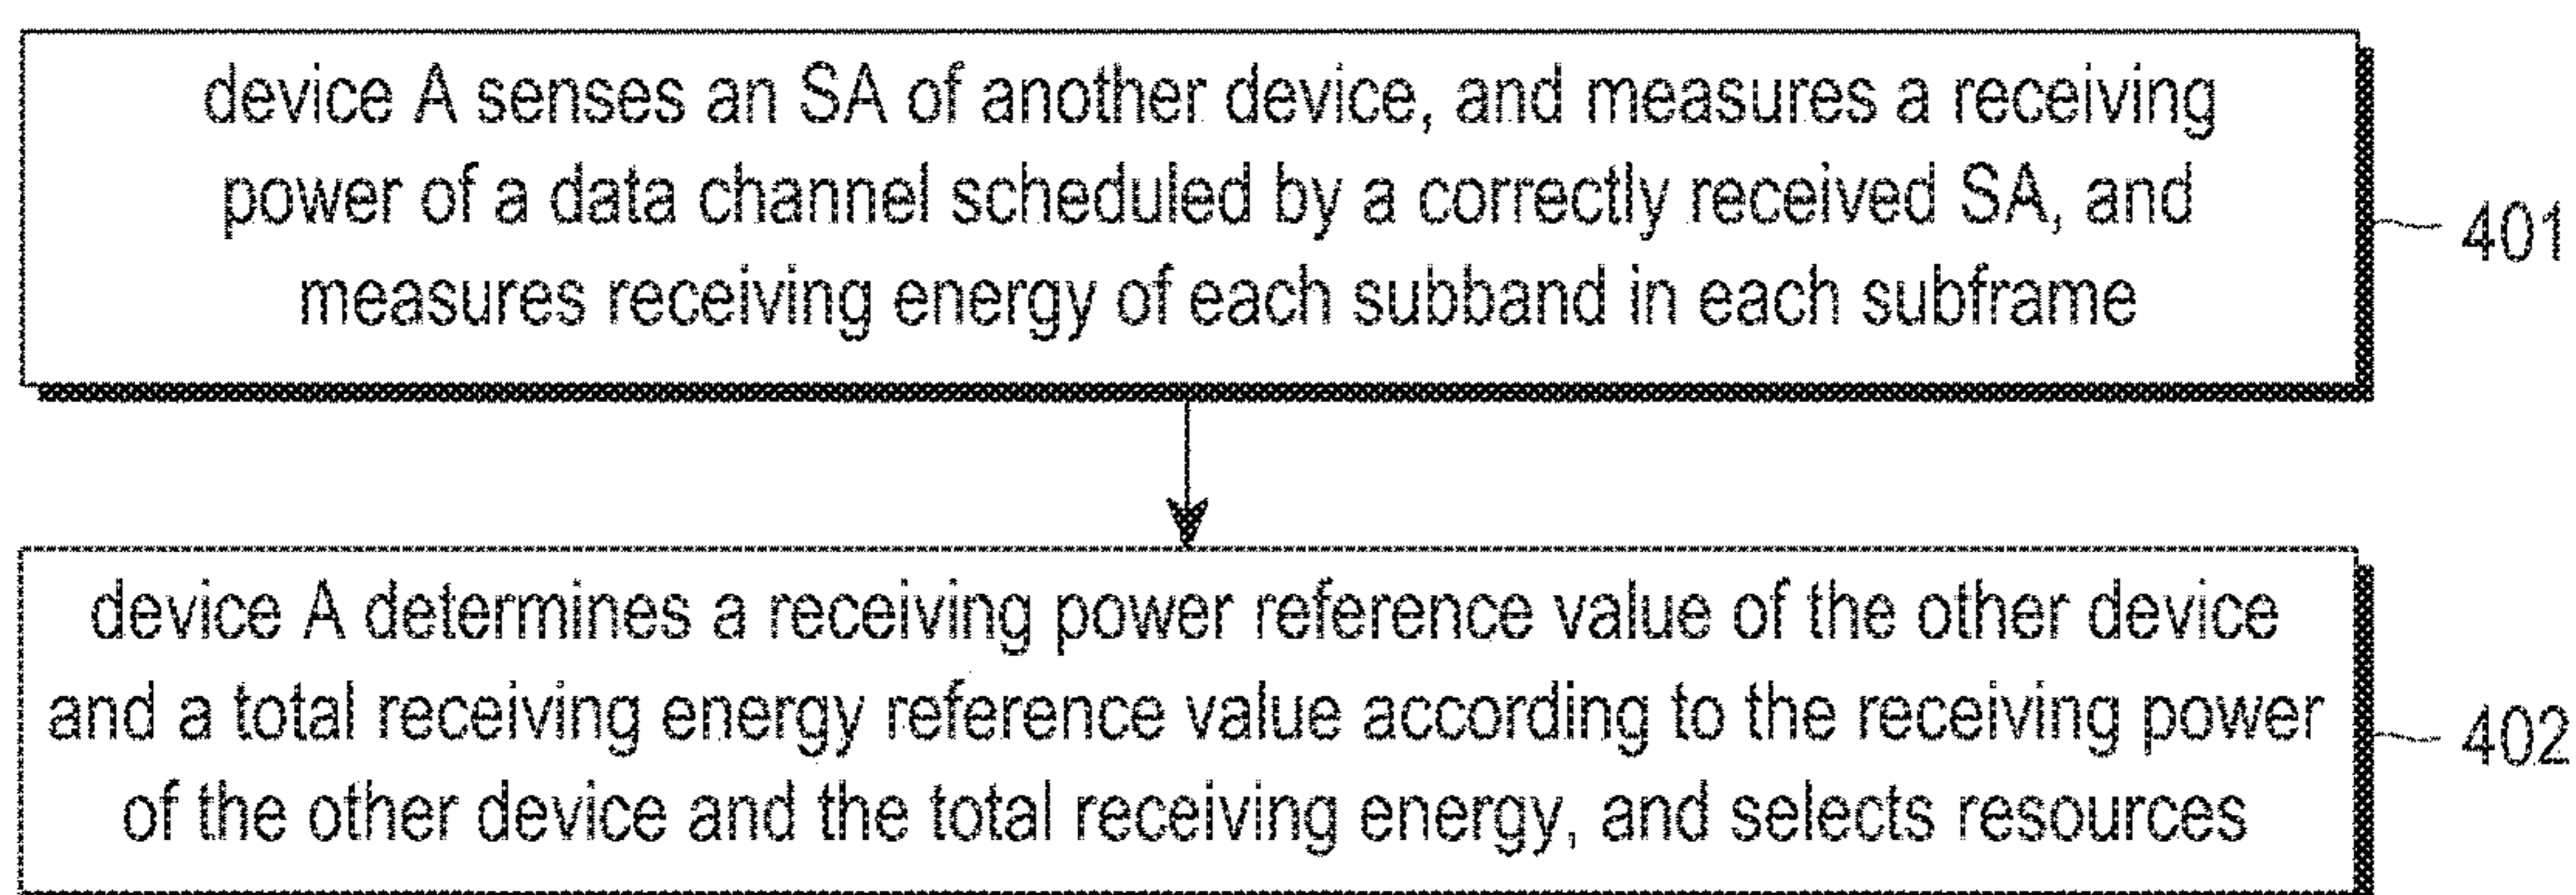 device A senses an SA of another device, and measures a receiving
power of a data channel scheduled by a correctly received SA, and
measures receiving energy of each subband in each subframe
401
device A determines a receiving power reference value of the other device
and a total receiving energy reference value according to the receiving power
of the other device and the total receiving energy, and selects resources
402